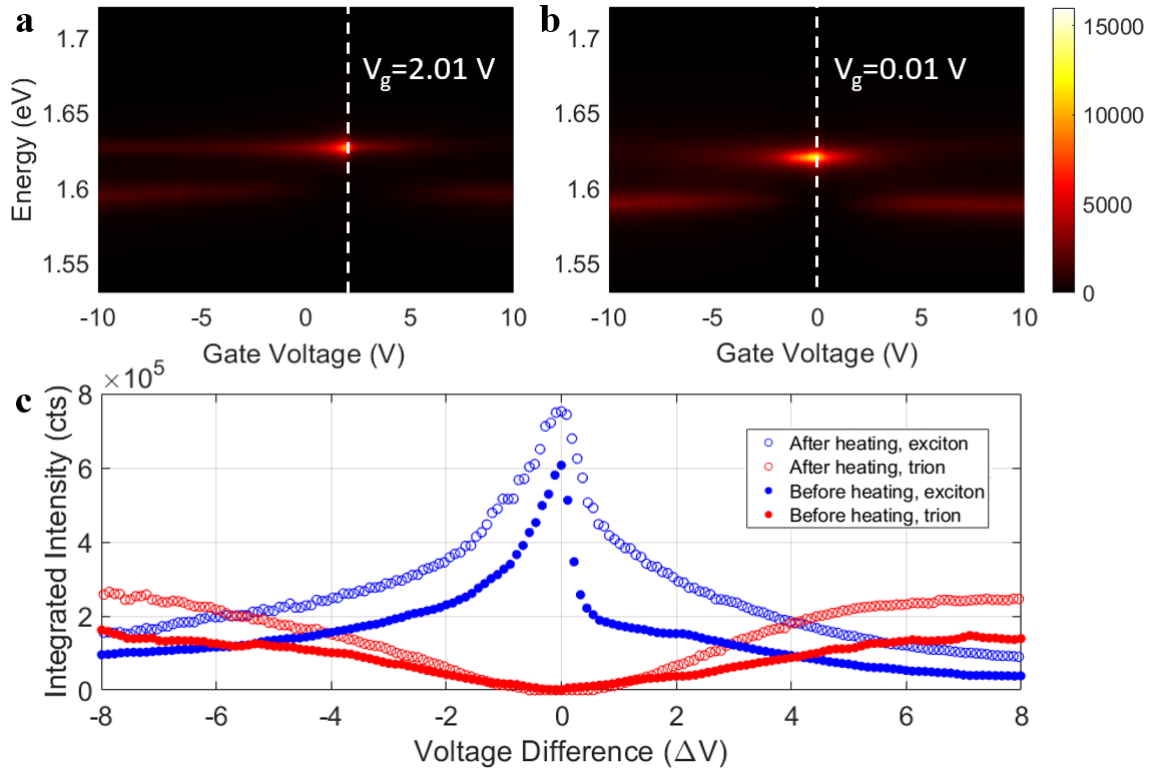 a
b
1.7
1.65
1.6
1.55
Energy (eV)
Vg=2.01 V
-10
-5
0
5
10
Gate Voltage (V)
1.7
1.65
1.6
1.55
Vg=0.01 V
-10
-5
0
5
10
Gate Voltage (V)
15000
10000
5000
0
c
×10^5
8
6
4
2
0
Integrated Intensity (cts)
After heating, exciton
After heating, trion
Before heating, exciton
Before heating, trion
-8
-6
-4
-2
0
2
4
6
8
Voltage Difference (ΔV)